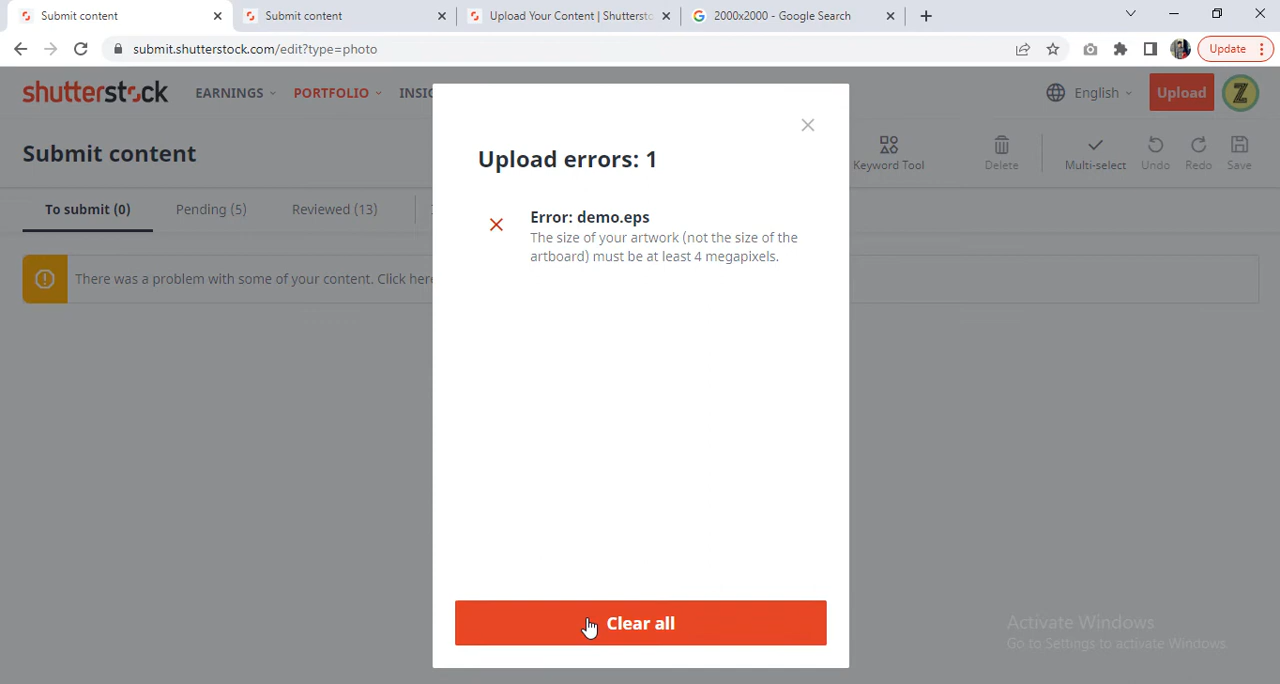 Submit content
Submit content
Upload Your Content | Shuttersto
2000x2000 - Google Search
submit.shutterstock.com/edit?type=photo
Update
shutterstock
EARNINGS
PORTFOLIO
INSIG
English
Upload
Z
Submit content
Keyword Tool
Delete
Multi-select
Undo
Redo
Save
To submit (0)
Pending (5)
Reviewed (13)
There was a problem with some of your content. Click here
Upload errors: 1
Error: demo.eps
The size of your artwork (not the size of the
artboard) must be at least 4 megapixels.
Clear all
Activate Windows
Go to Settings to activate Windows.